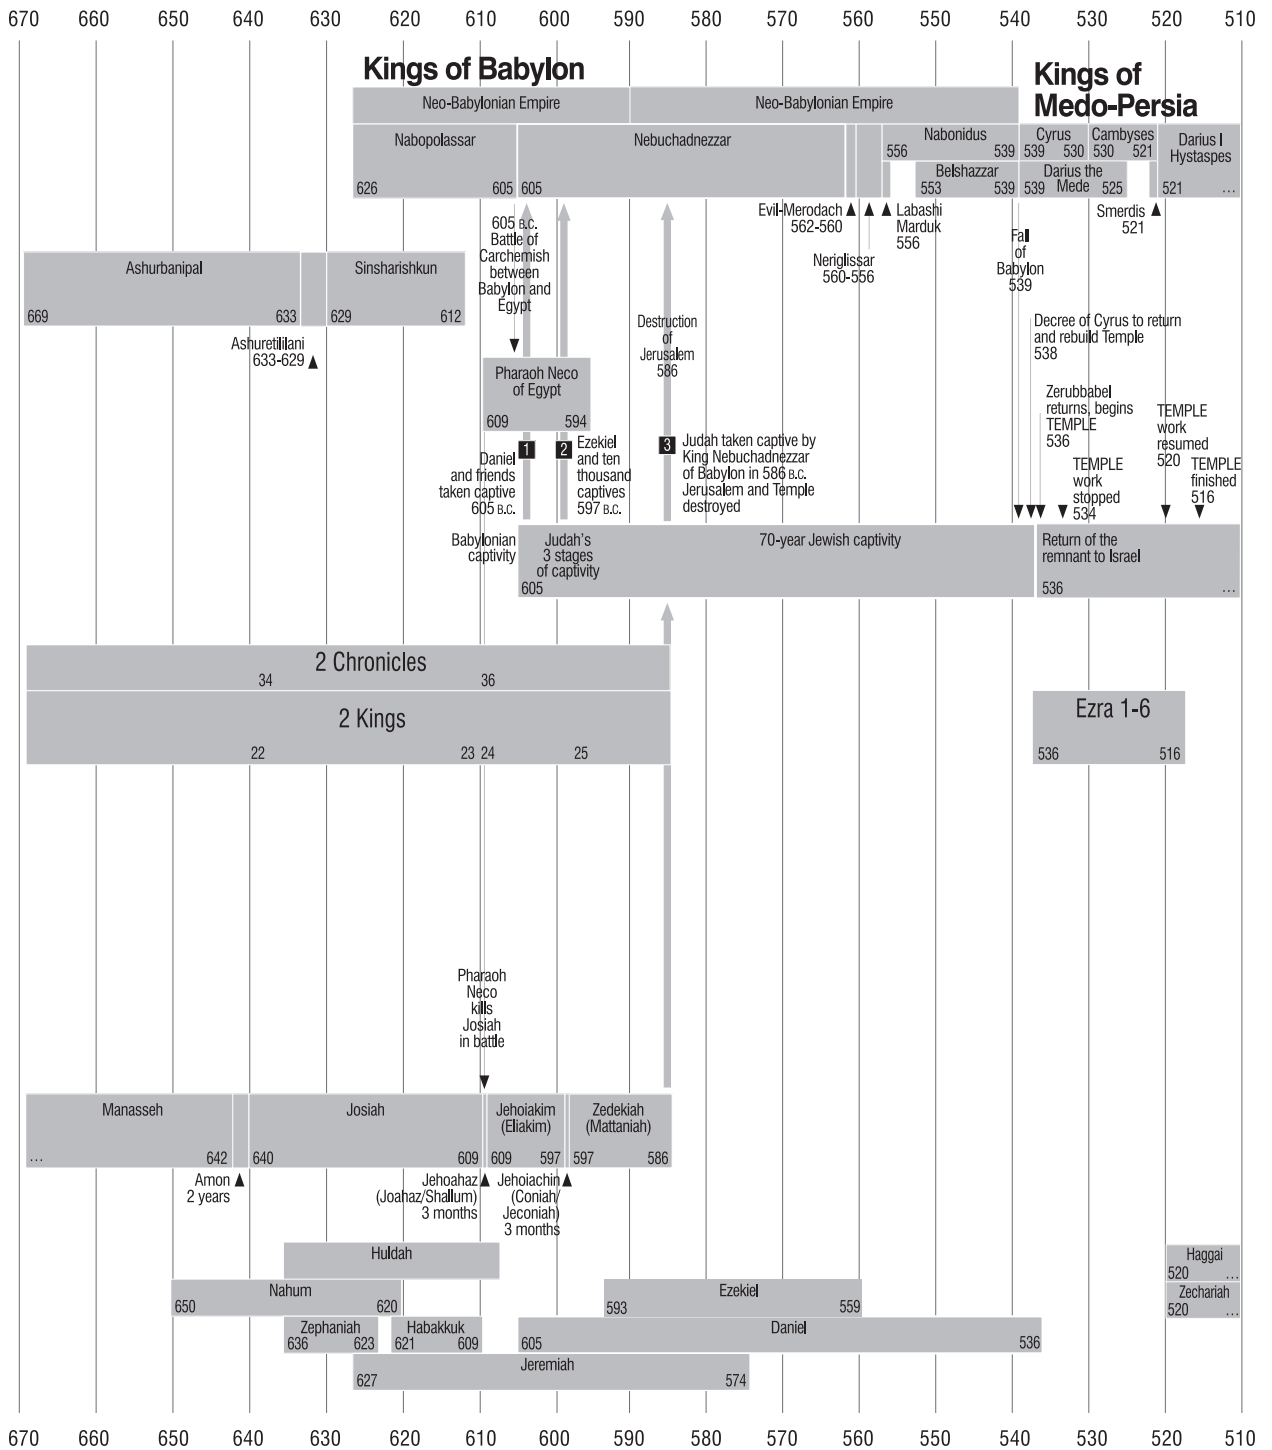 670 660 650 640 630 620 610 600 590 580 570 560 550 540 530 520 510
Kings of Babylon
Kings of
Medo-Persia
Neo-Babylonian Empire
Neo-Babylonian Empire
Nabopolassar
626 605
Nebuchadnezzar
605
Nabonidus
556 539
Belshazzar
553 539
Cyrus
539 530
Cambyses
530 521
Darius the
Mede
539 525
Darius I
Hystaspes
521 ...
Evil-Merodach
562-560
Neriglissar
560-556
Labashi
Marduk
556
Smerdis
521
Fall
of
Babylon
539
605 B.C.
Battle of
Carchemish
between
Babylon and
Egypt
Ashurbanipal
669 633
Sinsharishkun
629 612
Ashuretililani
633-629
Destruction
of
Jerusalem
586
Decree of Cyrus to return
and rebuild Temple
538
Pharaoh Neco
of Egypt
609 594
Zerubbabel
returns, begins
TEMPLE
536
TEMPLE
work
resumed
520
TEMPLE
work
stopped
534
TEMPLE
finished
516
1
Daniel
and friends
taken captive
605 B.C.
2
Ezekiel
and ten
thousand
captives
597 B.C.
3
Judah taken captive by
King Nebuchadnezzar
of Babylon in 586 B.C.
Jerusalem and Temple
destroyed
Babylonian
captivity
Judah's
3 stages
of captivity
605
70-year Jewish captivity
Return of the
remnant to Israel
536 ...
2 Chronicles
34 36
2 Kings
22 23 24 25
Ezra 1-6
536 516
Pharaoh
Neco
kills
Josiah
in battle
Manasseh
... 642
Josiah
640 609
Jehoiakim
(Eliakim)
609 597
Zedekiah
(Mattaniah)
597 586
Amon
2 years
Jehoahaz
(Joahaz/Shallum)
3 months
Jehoiachin
(Coniah/
Jeconiah)
3 months
Huldah
Nahum
650 620
Zephaniah
636 623
Habakkuk
621 609
Jeremiah
627 574
Ezekiel
593 559
Daniel
605 536
Haggai
520 ...
Zechariah
520 ...
670 660 650 640 630 620 610 600 590 580 570 560 550 540 530 520 510